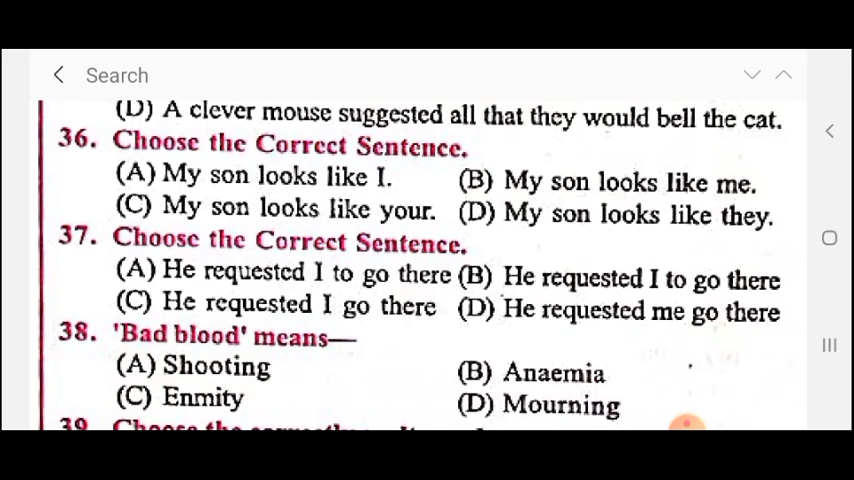 Search
(D) A clever mouse suggested all that they would bell the cat.
36. Choose the Correct Sentence.
(A) My son looks like I. (B) My son looks like me.
(C) My son looks like your. (D) My son looks like they.
37. Choose the Correct Sentence.
(A) He requested I to go there (B) He requested I to go there
(C) He requested I go there (D) He requested me go there
38. 'Bad blood' means—
(A) Shooting (B) Anaemia
(C) Enmity (D) Mourning
39. Choose the